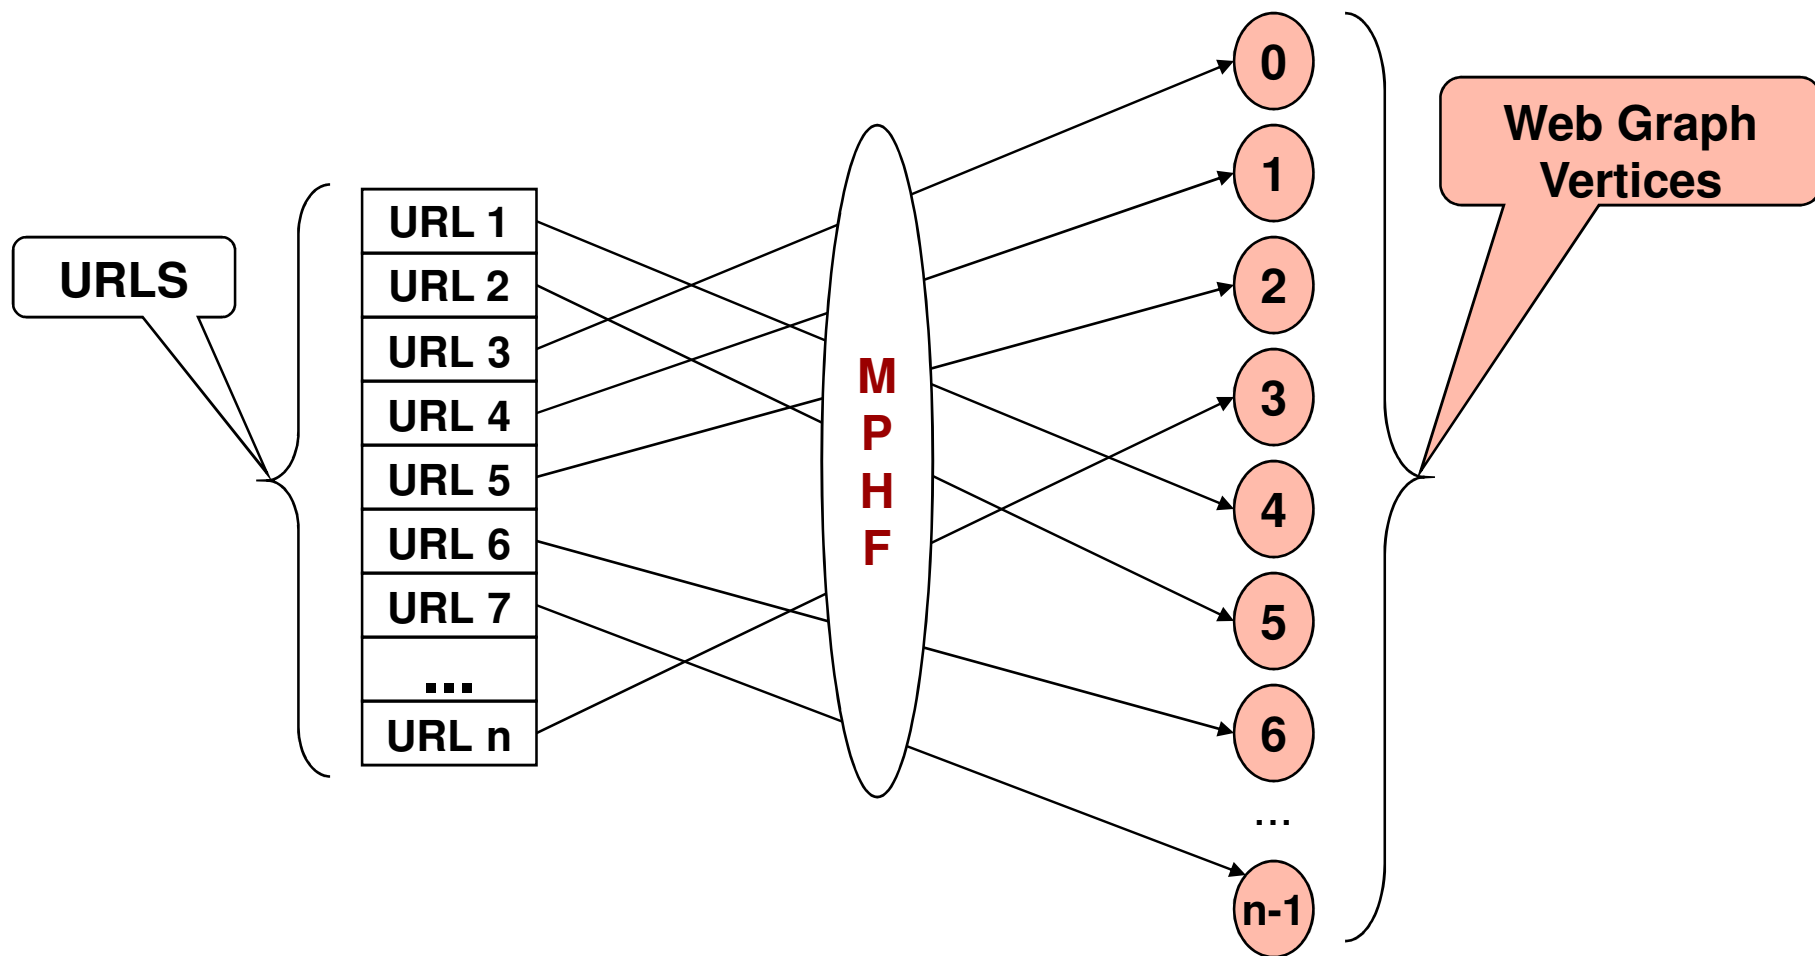 URLS
URL 1
URL 2
URL 3
URL 4
URL 5
URL 6
URL 7
...
URL n
M
P
H
F
0
1
2
3
4
5
6
...
n-1
Web Graph
Vertices